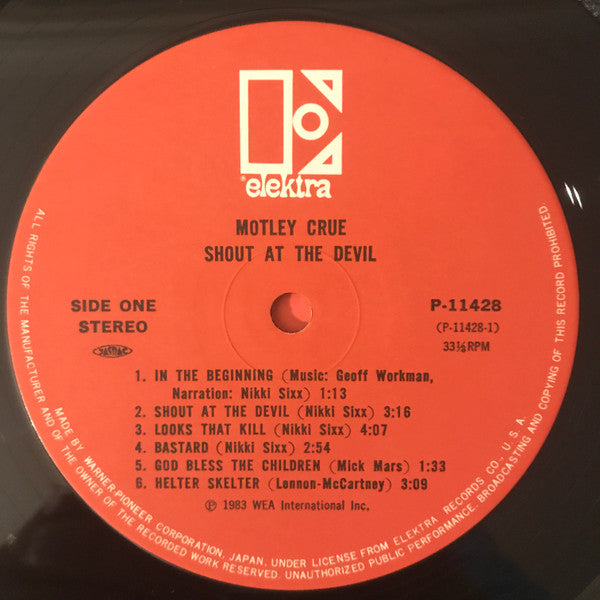 elektra
MOTLEY CRUE
SHOUT AT THE DEVIL
SIDE ONE
STEREO
JASRAC
P-11428
(P-11428-1)
33⅓RPM
1. IN THE BEGINNING (Music: Geoff Workman,
Narration: Nikki Sixx) 1:13
2. SHOUT AT THE DEVIL (Nikki Sixx) 3:16
3. LOOKS THAT KILL (Nikki Sixx) 4:07
4. BASTARD (Nikki Sixx) 2:54
5. GOD BLESS THE CHILDREN (Mick Mars) 1:33
6. HELTER SKELTER (Lennon-McCartney) 3:09
Ⓟ 1983 WEA International Inc.
MADE BY WARNER-PIONEER CORPORATION, JAPAN, UNDER LICENSE FROM ELEKTRA RECORDS CO., U.S.A.
ALL RIGHTS OF THE MANUFACTURER AND OF THE OWNER OF THE RECORDED WORK RESERVED. UNAUTHORIZED PUBLIC PERFORMANCE, BROADCASTING AND COPYING OF THIS RECORD PROHIBITED.